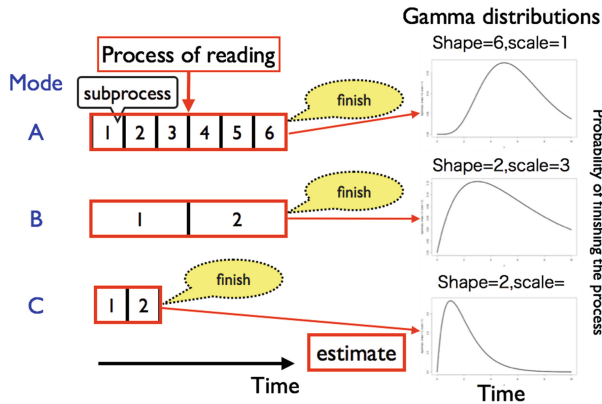 Gamma distributions
Process of reading
Shape=6,scale=1
Mode
subprocess
finish
A
1 2 3 4 5 6
Shape=2,scale=3
finish
B
1 2
Probability of finishing the process
Shape=2,scale=
finish
C
1 2
estimate
Time
Time